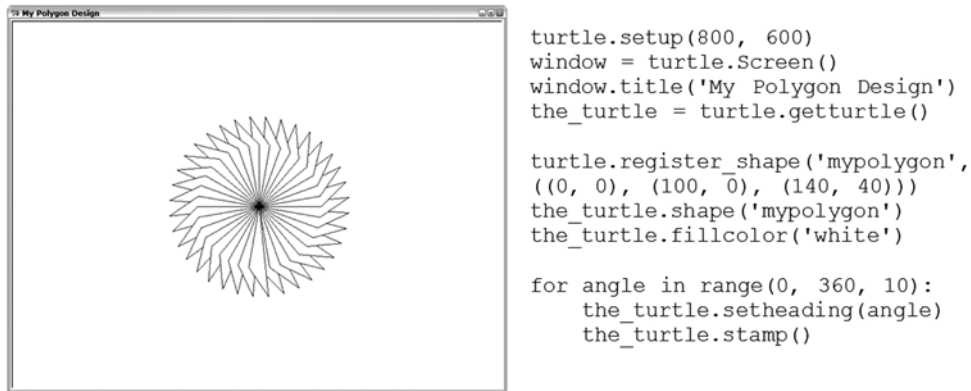 My Polygon Design
turtle.setup(800, 600)
window = turtle.Screen()
window.title('My Polygon Design')
the_turtle = turtle.getturtle()
turtle.register_shape('mypolygon',
((0, 0), (100, 0), (140, 40)))
the_turtle.shape('mypolygon')
the_turtle.fillcolor('white')
for angle in range(0, 360, 10):
    the_turtle.setheading(angle)
    the_turtle.stamp()